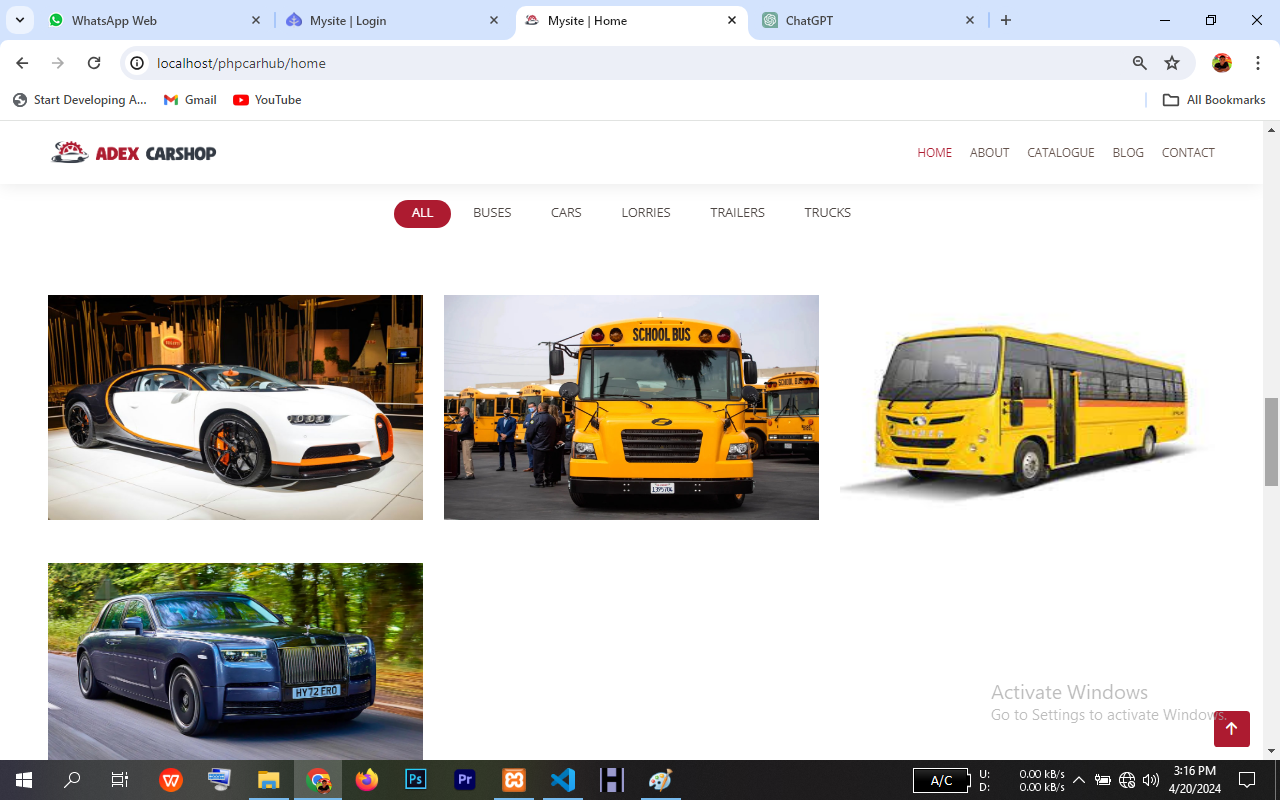 WhatsApp Web
Mysite | Login
Mysite | Home
ChatGPT
localhost/phpcarhub/home
Start Developing A...
Gmail
YouTube
All Bookmarks
ADEX CARSHOP
HOME
ABOUT
CATALOGUE
BLOG
CONTACT
ALL
BUSES
CARS
LORRIES
TRAILERS
TRUCKS
SCHOOL BUS
HY72 ERO
Activate Windows
Go to Settings to activate Windows.
Ps
Pr
A/C
U: 0.00 kB/s
D: 0.00 kB/s
3:16 PM
4/20/2024